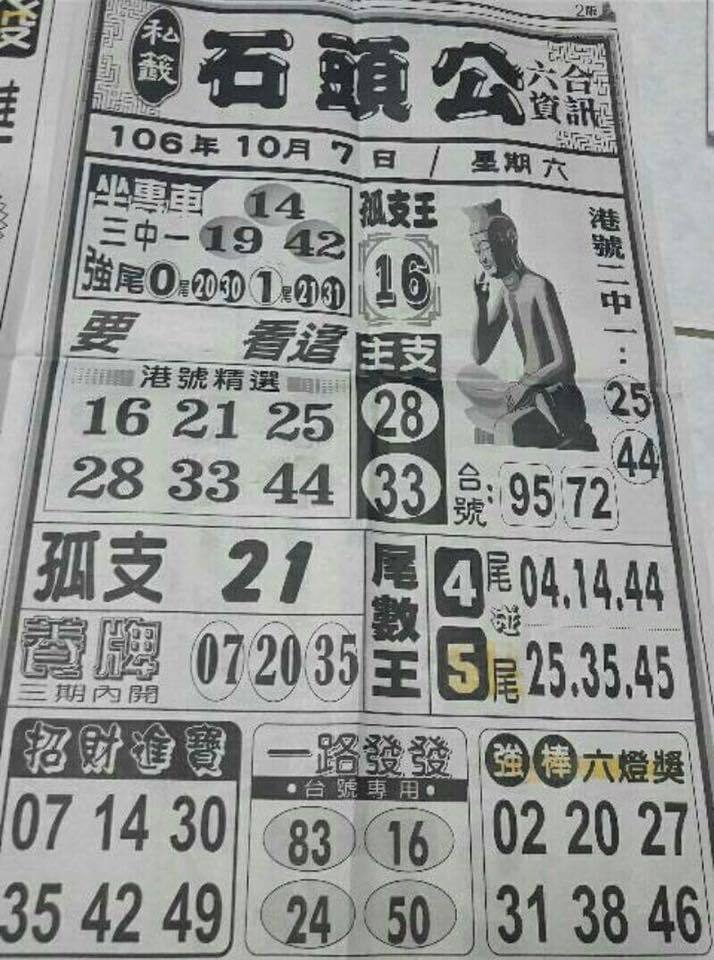 2版
私籤
石頭公
六合資訊
106年10月7日 / 星期六
坐專車
三中一
14
19 42
強尾 0尾 20 30 1尾 21 31
孤支王
16
港號二中一：
25
44
要看這
港號精選
16 21 25
28 33 44
主支
28
33
台號：95 72
孤支 21
養牌
三期內開
07 20 35
尾數王
4尾 04.14.44
碰
5尾 25.35.45
招財進寶
07 14 30
35 42 49
一路發發
•台號專用•
83 16
24 50
強棒六燈獎
02 20 27
31 38 46